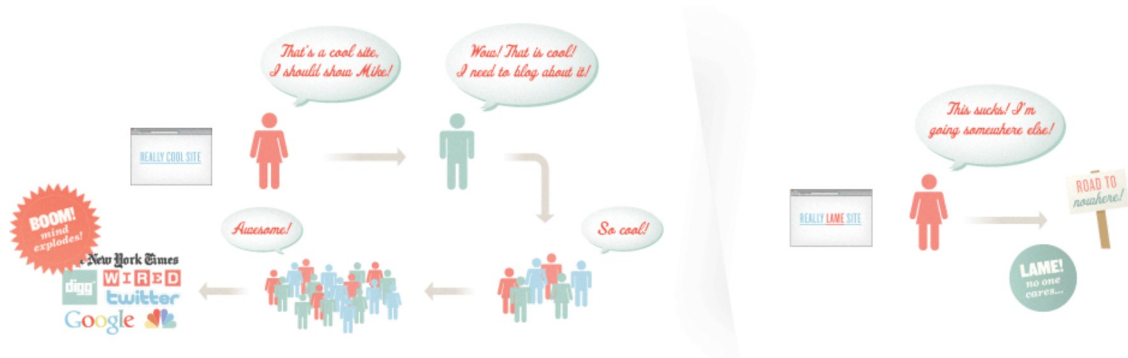 That's a cool site,
I should show Mike!
Wow! That is cool!
I need to blog about it!
REALLY COOL SITE
So cool!
Awesome!
BOOM!
mind
explodes!
New York Times
digg
WIRED
twitter
Google
This sucks! I'm
going somewhere else!
REALLY LAME SITE
ROAD TO
nowhere!
LAME!
no one
cares...